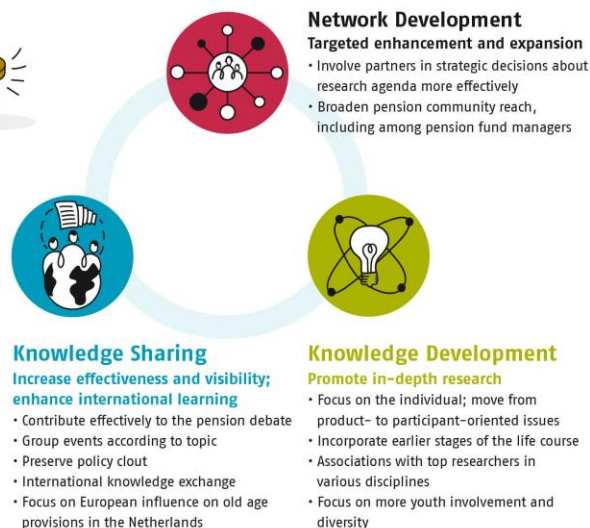 Network Development
Targeted enhancement and expansion
• Involve partners in strategic decisions about
research agenda more effectively
• Broaden pension community reach,
including among pension fund managers
Knowledge Sharing
Increase effectiveness and visibility;
enhance international learning
• Contribute effectively to the pension debate
• Group events according to topic
• Preserve policy clout
• International knowledge exchange
• Focus on European influence on old age
provisions in the Netherlands
Knowledge Development
Promote in-depth research
• Focus on the individual; move from
product- to participant-oriented issues
• Incorporate earlier stages of the life course
• Associations with top researchers in
various disciplines
• Focus on more youth involvement and
diversity